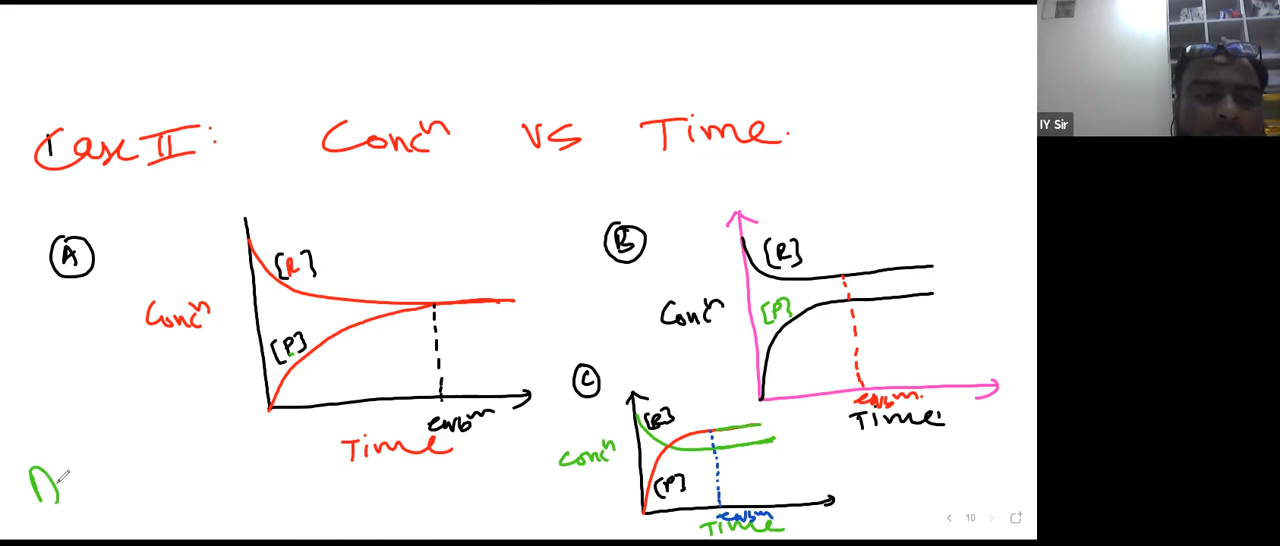 Case II: Concⁿ vs Time.
IY Sir
A
[R]
Concⁿ
[P]
eqbᵐ
Time
B
[R]
Concⁿ
[P]
eqbᵐ.
Time
C
[R]
Concⁿ
[P]
eqbᵐ
Time
10